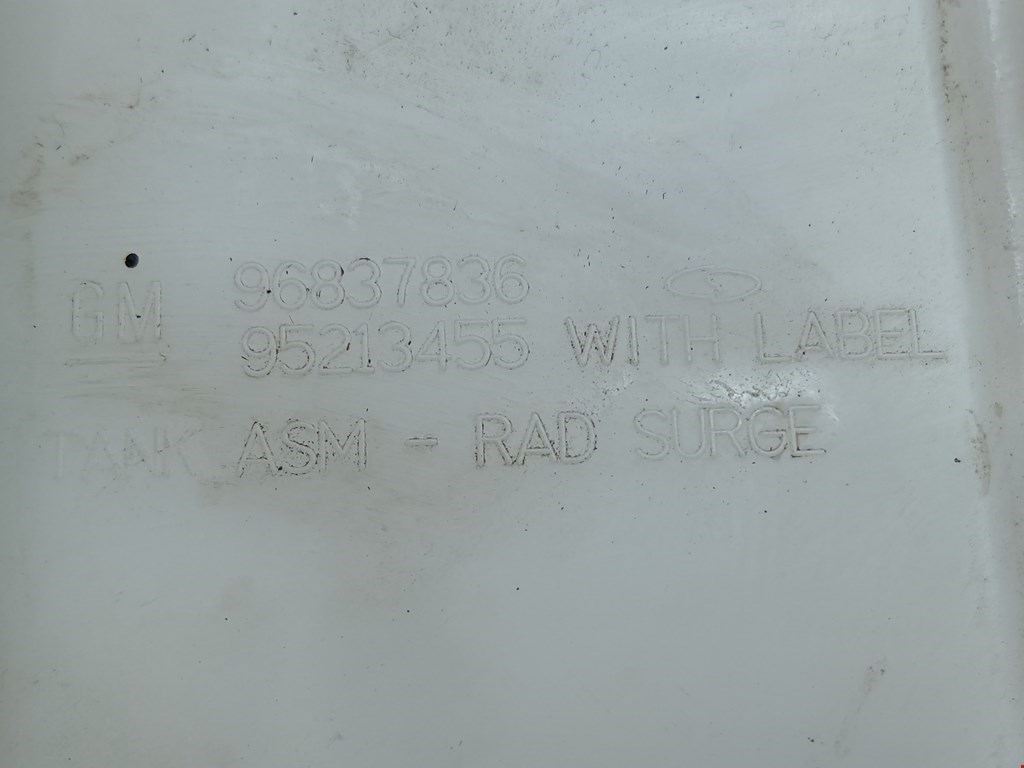 GM 96837836
95213455 WITH LABEL
TANK ASM - RAD SURGE